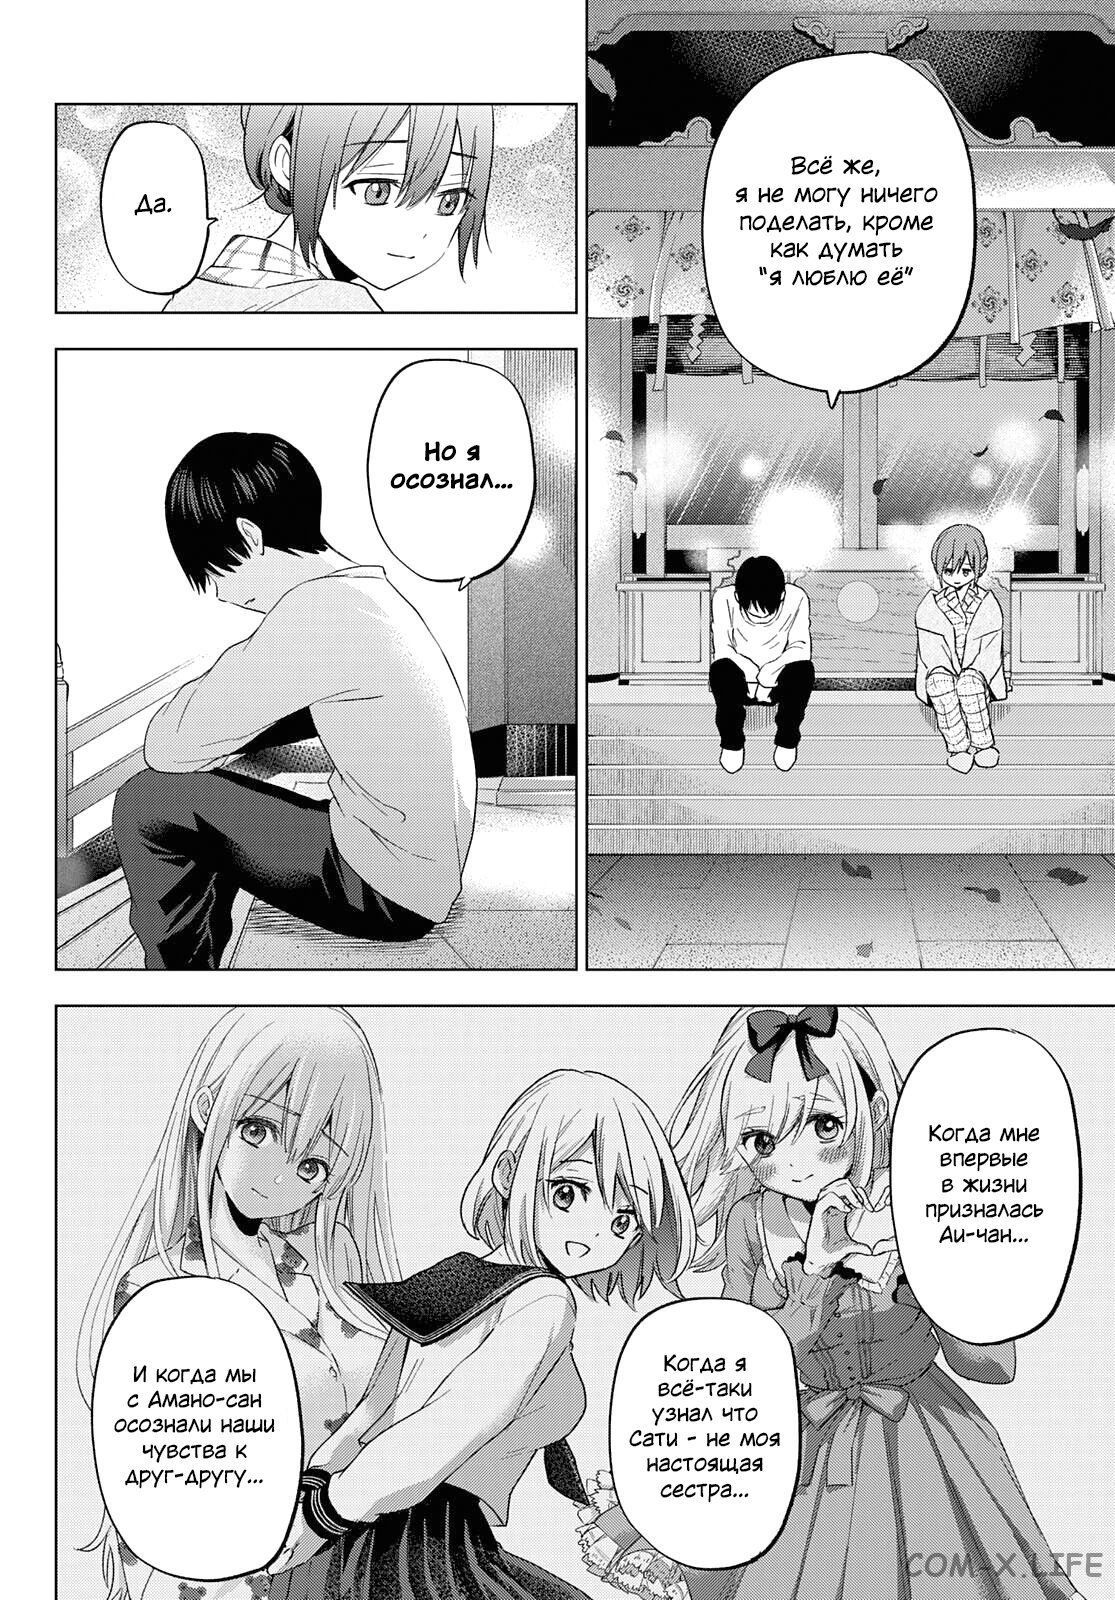 Всё же,
я не могу ничего
поделать, кроме
как думать
"я люблю её"
Да.
Но я
осознал...
Когда мне
впервые
в жизни
призналась
Аи-чан...
Когда я
всё-таки
узнал что
Сати - не моя
настоящая
сестра...
И когда мы
с Амано-сан
осознали наши
чувства к
друг-другу...
COM-X.LIFE